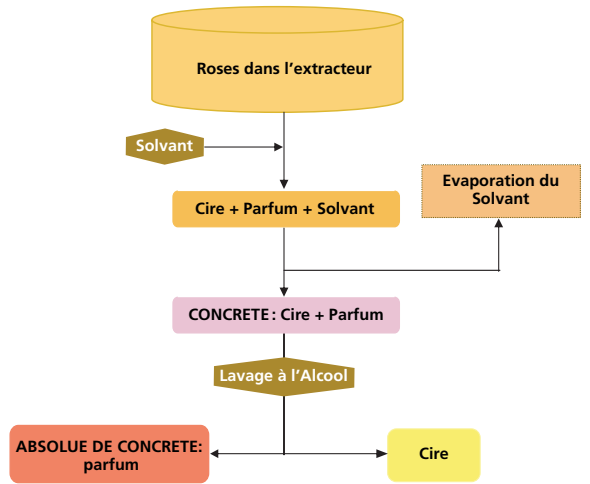 Roses dans l'extracteur
Solvant
Cire + Parfum + Solvant
Evaporation du
Solvant
CONCRETE : Cire + Parfum
Lavage à l'Alcool
ABSOLUE DE CONCRETE:
parfum
Cire